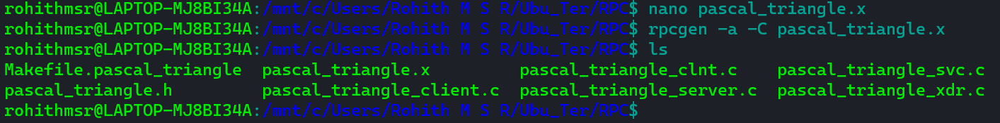 rohithmsr@LAPTOP-MJ8BI34A:/mnt/c/Users/Rohith M S R/Ubu_Ter/RPC$ nano pascal_triangle.x
rohithmsr@LAPTOP-MJ8BI34A:/mnt/c/Users/Rohith M S R/Ubu_Ter/RPC$ rpcgen -a -C pascal_triangle.x
rohithmsr@LAPTOP-MJ8BI34A:/mnt/c/Users/Rohith M S R/Ubu_Ter/RPC$ ls
Makefile.pascal_triangle  pascal_triangle.x         pascal_triangle_clnt.c    pascal_triangle_svc.c
pascal_triangle.h         pascal_triangle_client.c  pascal_triangle_server.c  pascal_triangle_xdr.c
rohithmsr@LAPTOP-MJ8BI34A:/mnt/c/Users/Rohith M S R/Ubu_Ter/RPC$